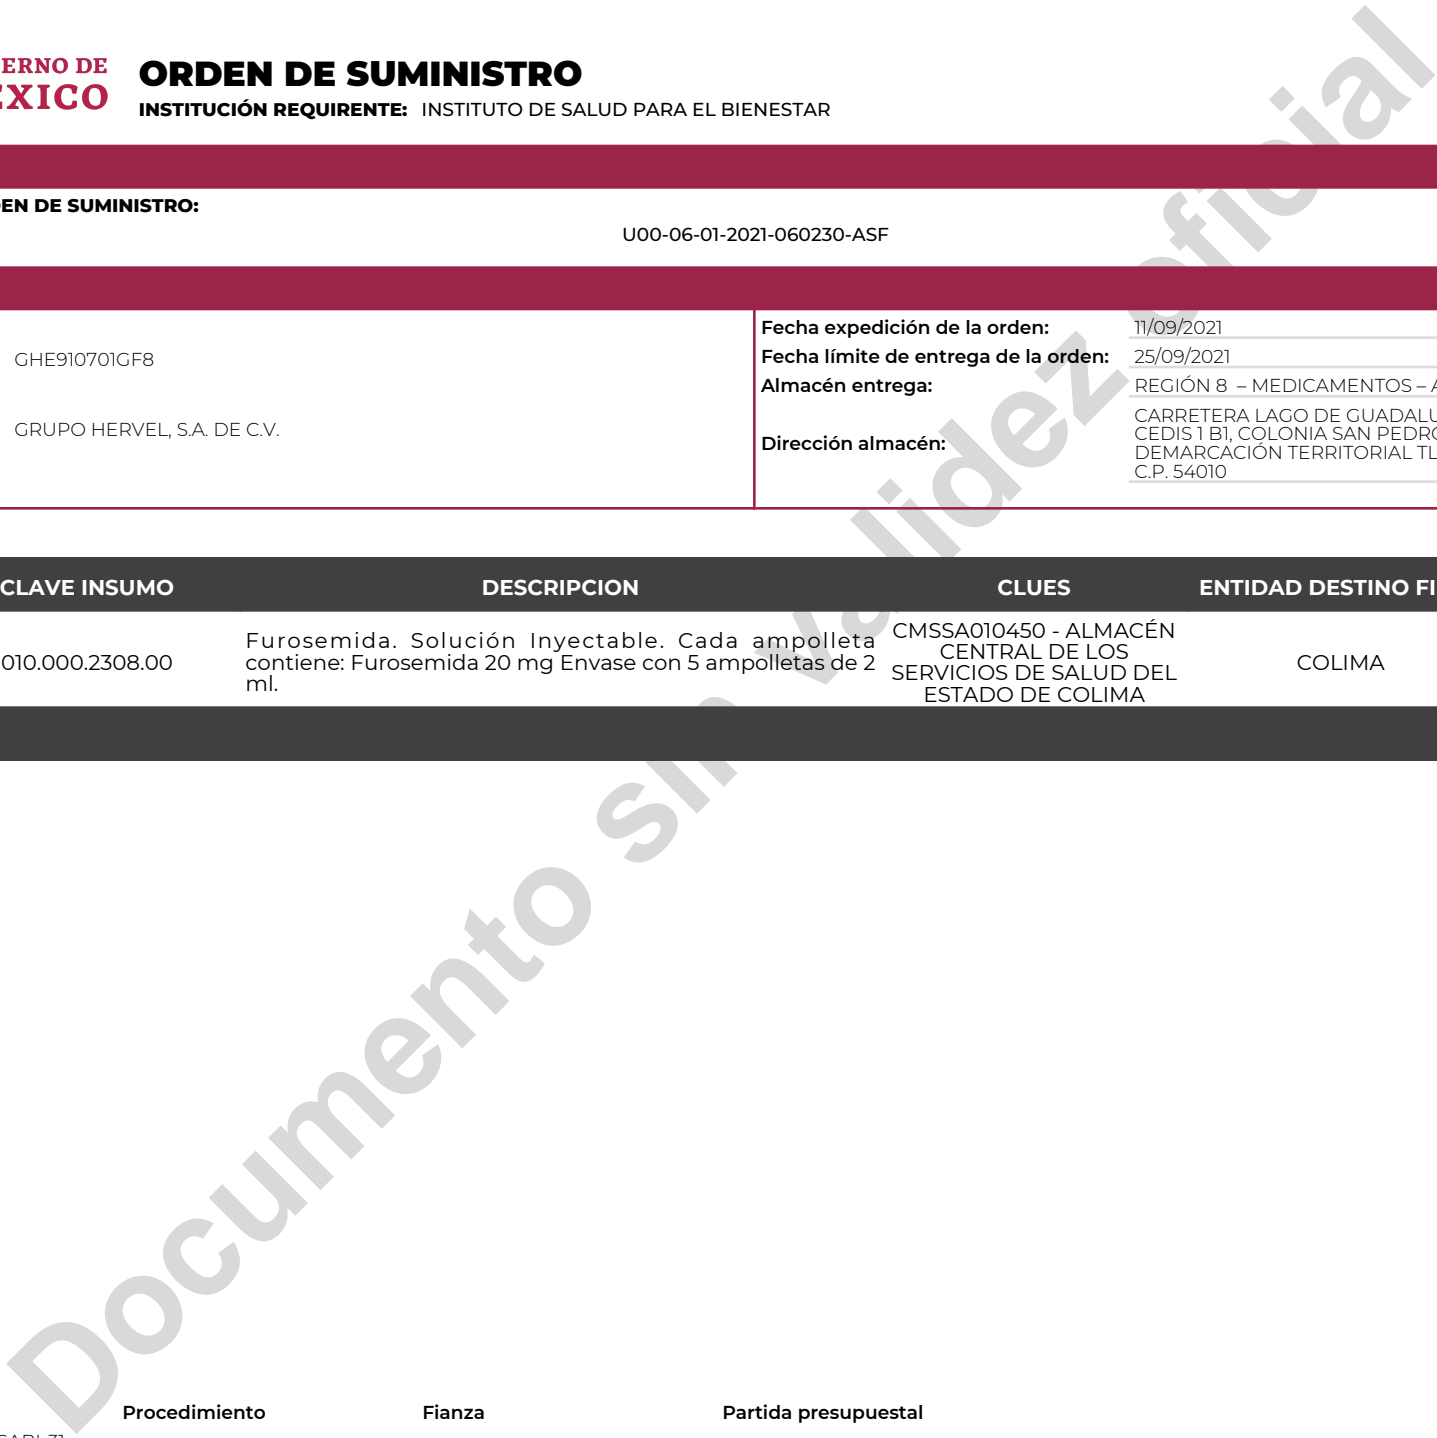 ERNO DE
ORDEN DE SUMINISTRO
INSTITUCIÓN REQUIRENTE: INSTITUTO DE SALUD PARA EL BIENESTAR
EN DE SUMINISTRO:
U00-06-01-2021-060230-ASF
Fecha expedición de la orden: 11/09/2021
GHE910701GF8
Fecha límite de entrega de la orden: 25/09/2021
Almacén entrega: REGIÓN 8 – MEDICAMENTOS – A
GRUPO HERVEL, S.A. DE C.V.
Dirección almacén:
CARRETERA LAGO DE GUADALU
CEDIS 1 B1, COLONIA SAN PEDRO
DEMARCACIÓN TERRITORIAL TL
C.P. 54010
CLAVE INSUMO DESCRIPCION CLUES ENTIDAD DESTINO FI
010.000.2308.00
Furosemida. Solución Inyectable. Cada ampolleta
contiene: Furosemida 20 mg Envase con 5 ampolletas de 2
ml.
CMSSA010450 - ALMACÉN
CENTRAL DE LOS
SERVICIOS DE SALUD DEL
ESTADO DE COLIMA
COLIMA
Documento sin validez oficial
Procedimiento Fianza Partida presupuestal